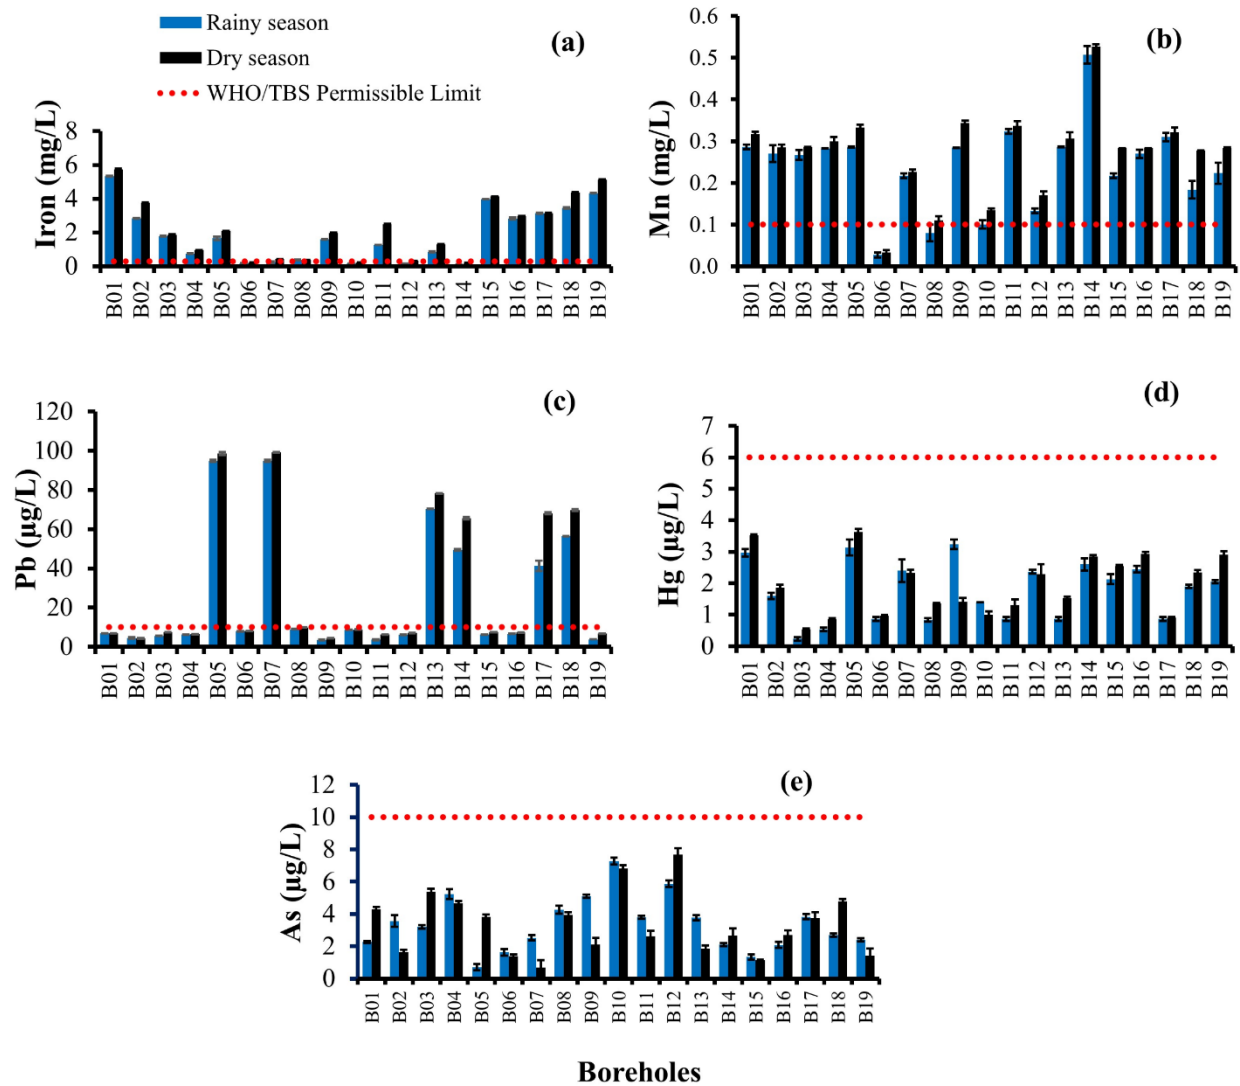 Rainy season
Dry season
WHO/TBS Permissible Limit
(a)
Iron (mg/L)
8
6
4
2
0
B01 B02 B03 B04 B05 B06 B07 B08 B09 B10 B11 B12 B13 B14 B15 B16 B17 B18 B19
(b)
Mn (mg/L)
0.6
0.5
0.4
0.3
0.2
0.1
0.0
B01 B02 B03 B04 B05 B06 B07 B08 B09 B10 B11 B12 B13 B14 B15 B16 B17 B18 B19
(c)
Pb (µg/L)
120
100
80
60
40
20
0
B01 B02 B03 B04 B05 B06 B07 B08 B09 B10 B11 B12 B13 B14 B15 B16 B17 B18 B19
(d)
Hg (µg/L)
7
6
5
4
3
2
1
0
B01 B02 B03 B04 B05 B06 B07 B08 B09 B10 B11 B12 B13 B14 B15 B16 B17 B18 B19
(e)
As (µg/L)
12
10
8
6
4
2
0
B01 B02 B03 B04 B05 B06 B07 B08 B09 B10 B11 B12 B13 B14 B15 B16 B17 B18 B19
Boreholes